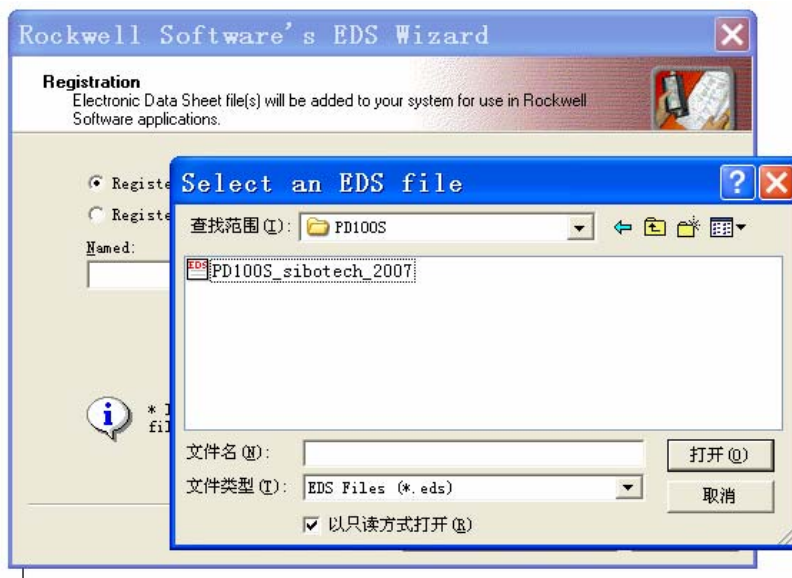 Rockwell Software's EDS Wizard
Registration
Electronic Data Sheet file(s) will be added to your system for use in Rockwell
Software applications.
Named:
Select an EDS file
查找范围(I):
PD100S
EDS
PD100S_sibotech_2007
文件名(N):
打开(O)
文件类型(T):
EDS Files (*.eds)
取消
以只读方式打开(R)